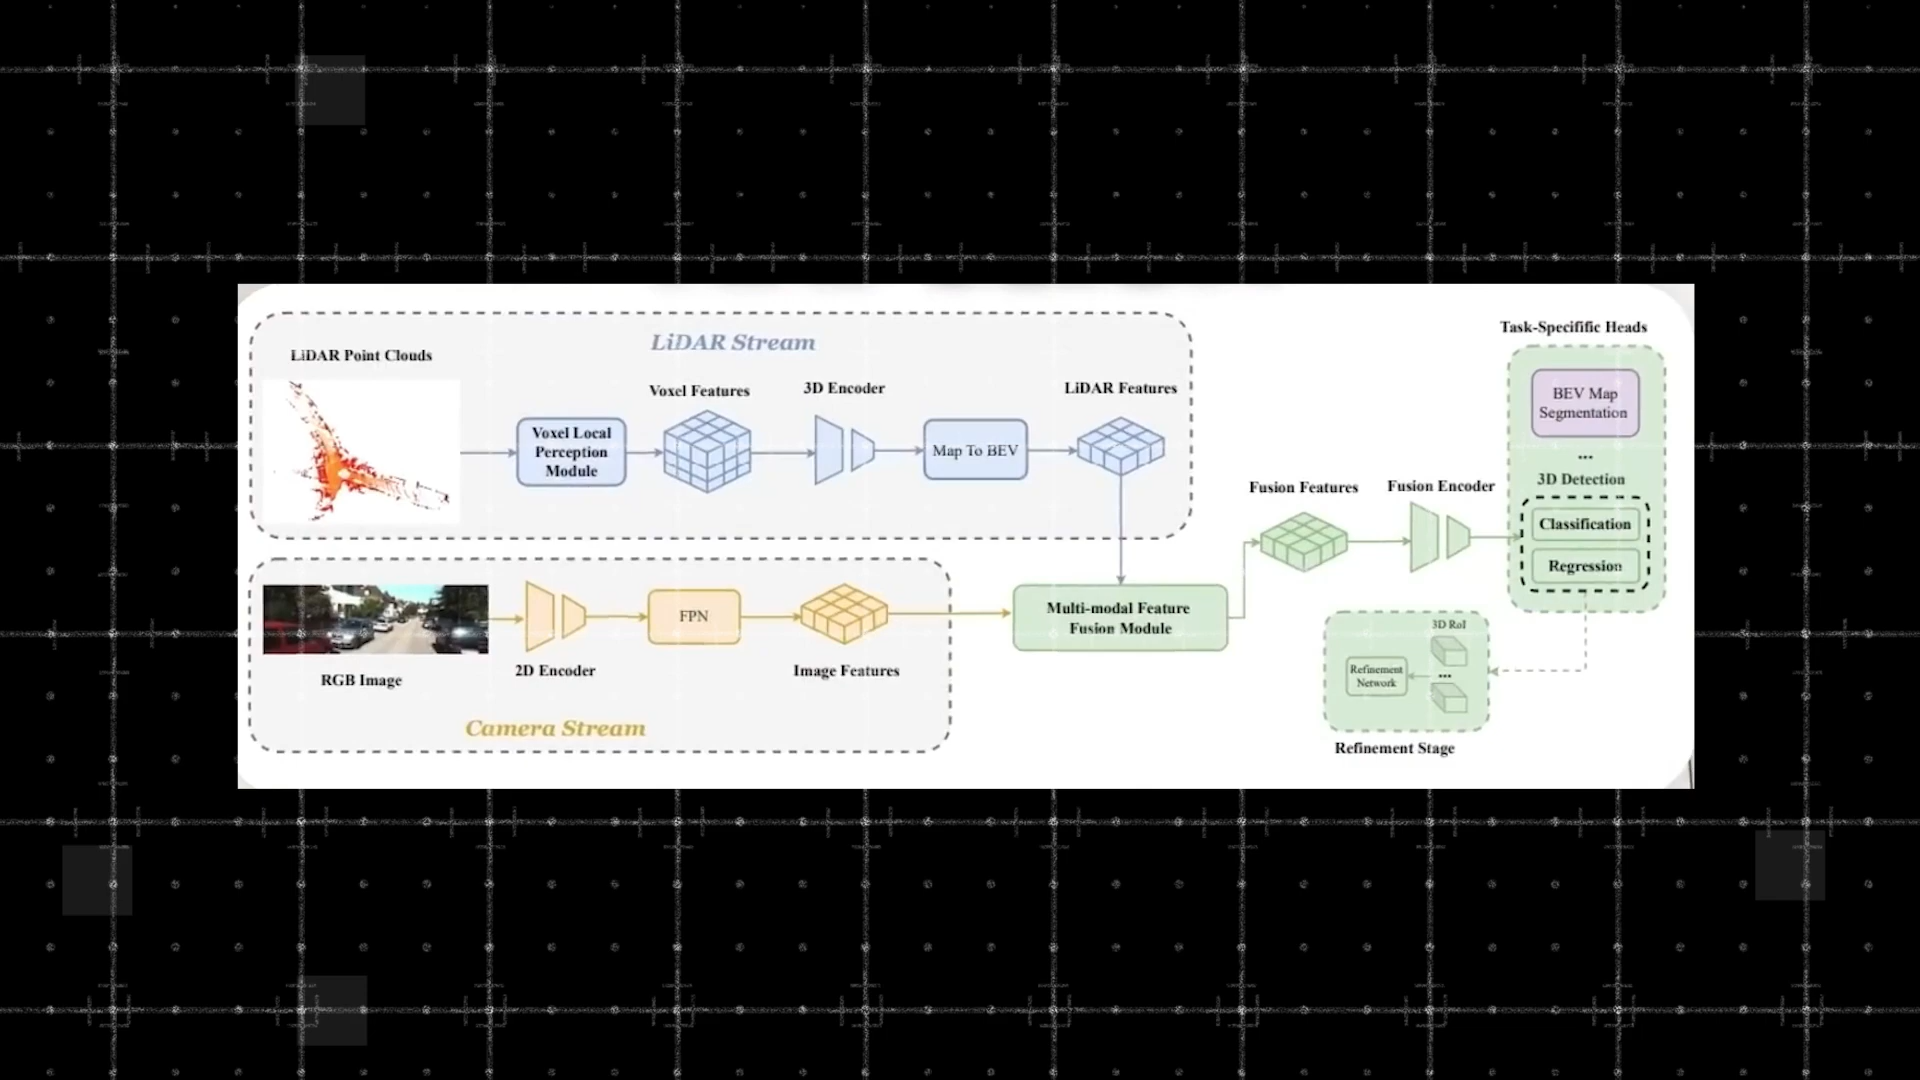 LiDAR Stream
LiDAR Point Clouds
Voxel Local
Perception
Module
Voxel Features
3D Encoder
Map To BEV
LiDAR Features
RGB Image
2D Encoder
FPN
Image Features
Camera Stream
Multi-modal Feature
Fusion Module
Fusion Features
Fusion Encoder
Task-Specifific Heads
BEV Map
Segmentation
...
3D Detection
Classification
Regression
3D RoI
Refinement
Network
...
Refinement Stage